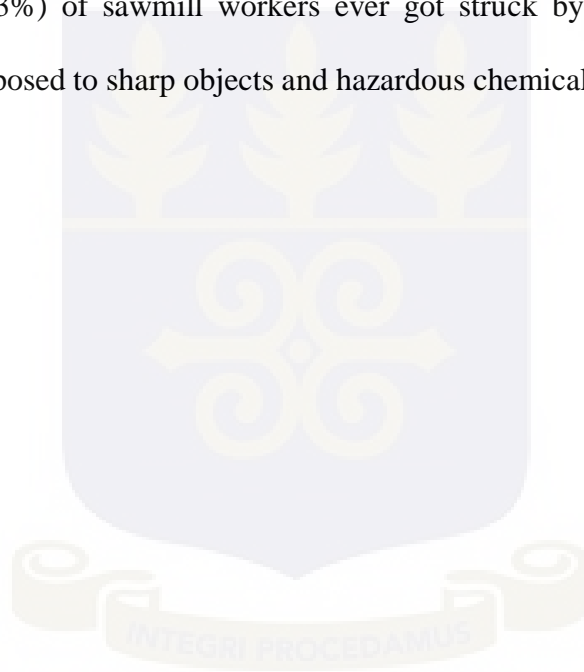 3%) of sawmill workers ever got struck by
posed to sharp objects and hazardous chemical
INTEGRI PROCEDAMUS